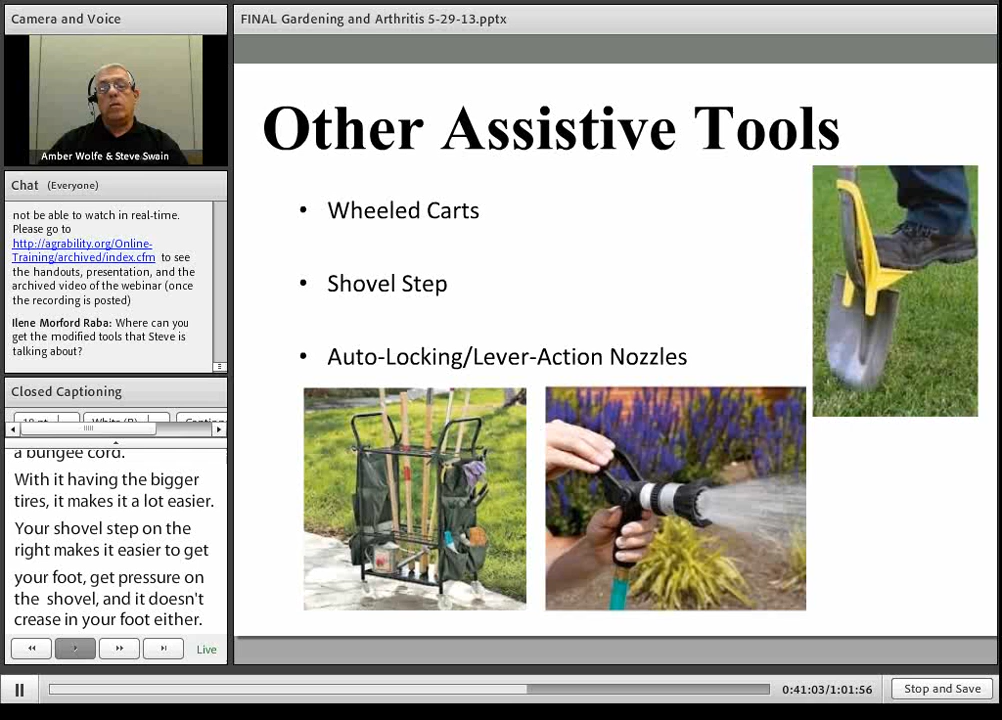 Camera and Voice
Amber Wolfe & Steve Swain
Chat (Everyone)
not be able to watch in real-time.
Please go to
http://agrability.org/Online-
Training/archived/index.cfm to see
the handouts, presentation, and the
archived video of the webinar (once
the recording is posted)
Ilene Morford Raba: Where can you
get the modified tools that Steve is
talking about?
Closed Captioning
a bungee cord.
With it having the bigger
tires, it makes it a lot easier.
Your shovel step on the
right makes it easier to get
your foot, get pressure on
the shovel, and it doesn't
crease in your foot either.
Live
FINAL Gardening and Arthritis 5-29-13.pptx
Other Assistive Tools
• Wheeled Carts
• Shovel Step
• Auto-Locking/Lever-Action Nozzles
0:41:03/1:01:56
Stop and Save